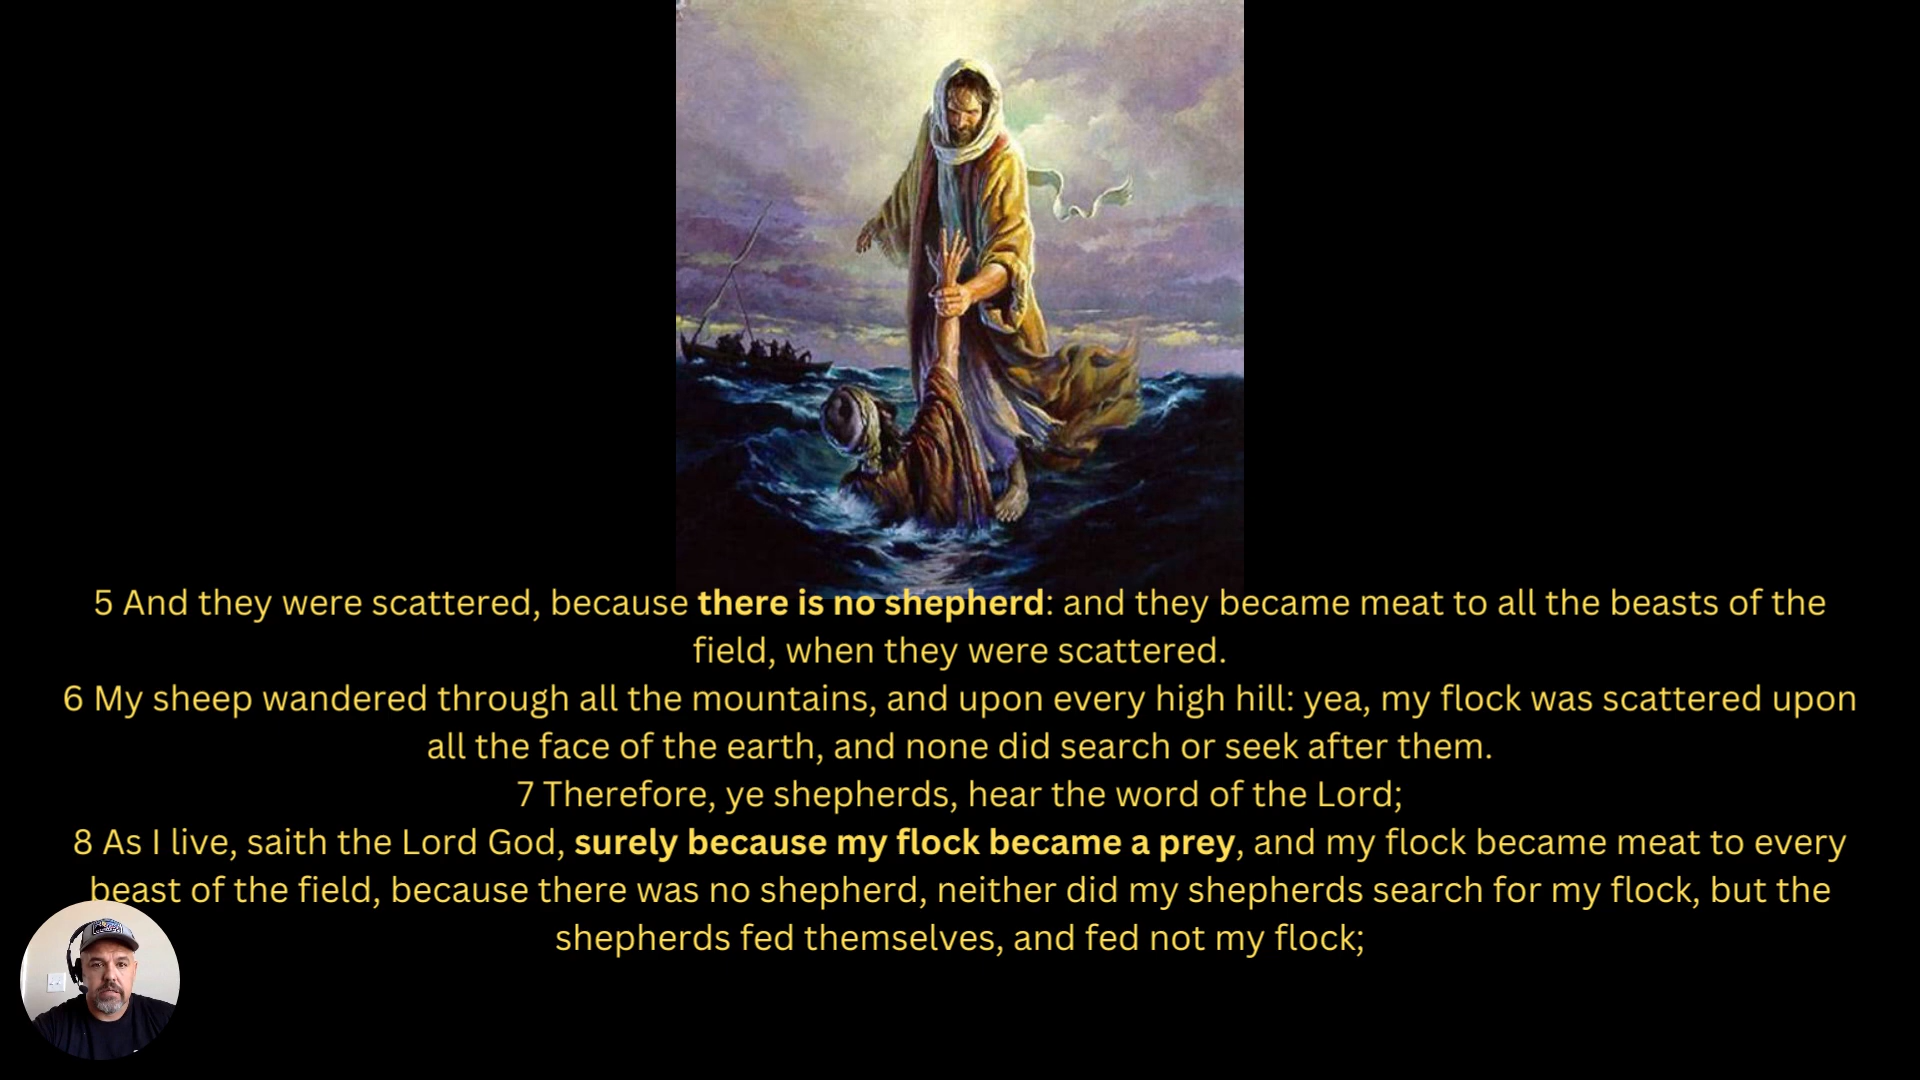 5 And they were scattered, because there is no shepherd: and they became meat to all the beasts of the
field, when they were scattered.
6 My sheep wandered through all the mountains, and upon every high hill: yea, my flock was scattered upon
all the face of the earth, and none did search or seek after them.
7 Therefore, ye shepherds, hear the word of the Lord;
8 As I live, saith the Lord God, surely because my flock became a prey, and my flock became meat to every
beast of the field, because there was no shepherd, neither did my shepherds search for my flock, but the
shepherds fed themselves, and fed not my flock;